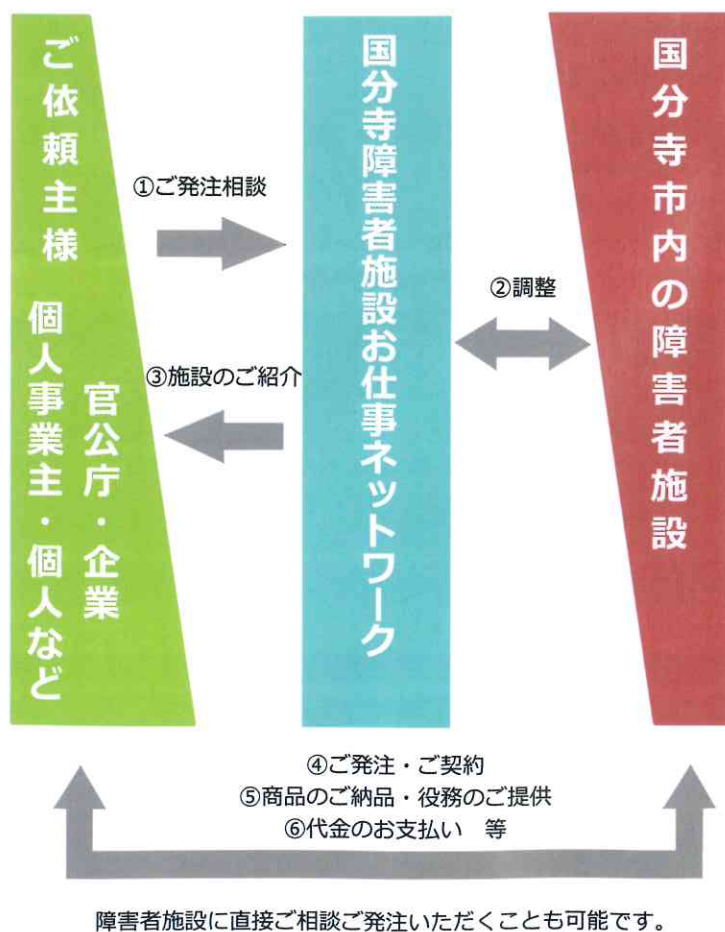 ご依頼主様
官公庁・企業
個人事業主・個人など
①ご発注相談
③施設のご紹介
国分寺障害者施設お仕事ネットワーク
②調整
国分寺市内の障害者施設
④ご発注・ご契約
⑤商品のご納品・役務のご提供
⑥代金のお支払い 等
障害者施設に直接ご相談ご発注いただくことも可能です。